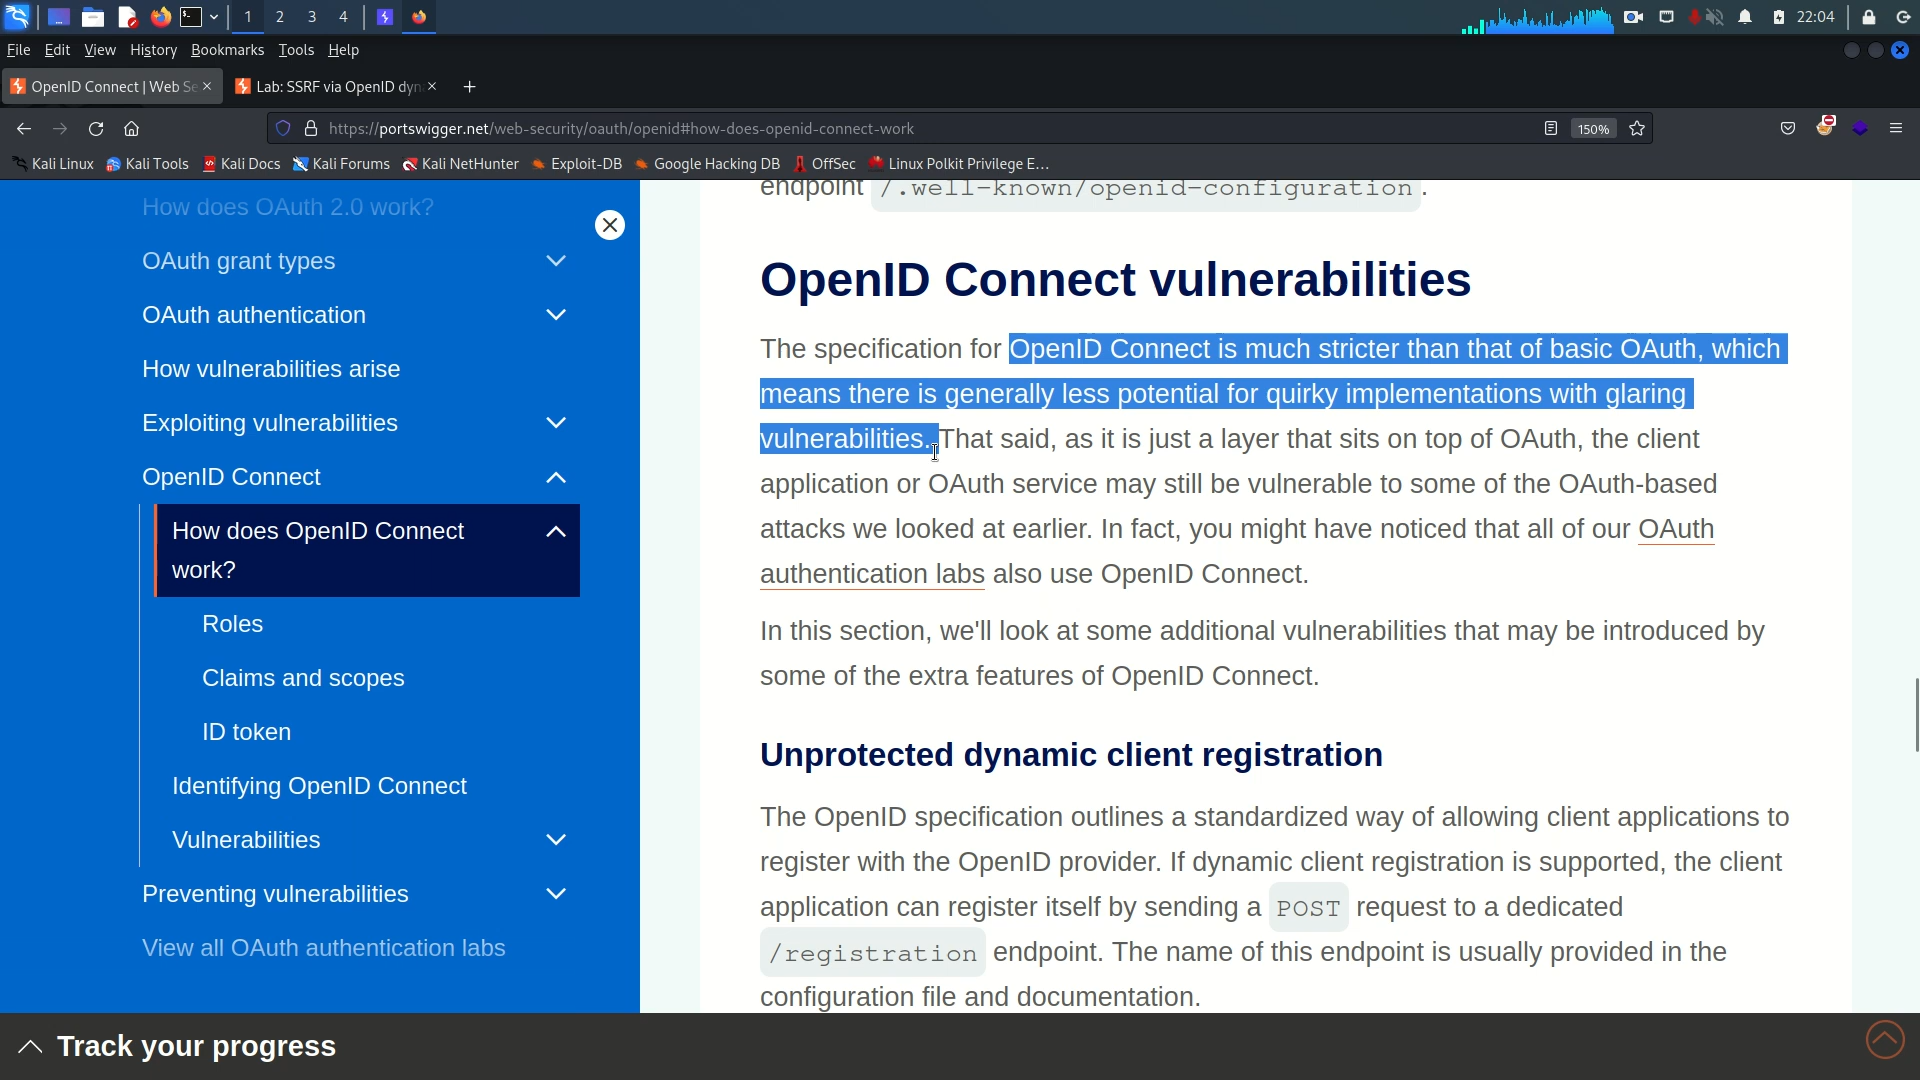 1
2
3
4
22:04
File Edit View History Bookmarks Tools Help
OpenID Connect | Web Se
Lab: SSRF via OpenID dyn
https://portswigger.net/web-security/oauth/openid#how-does-openid-connect-work
150%
Kali Linux
Kali Tools
Kali Docs
Kali Forums
Kali NetHunter
Exploit-DB
Google Hacking DB
OffSec
Linux Polkit Privilege E...
How does OAuth 2.0 work?
OAuth grant types
OAuth authentication
How vulnerabilities arise
Exploiting vulnerabilities
OpenID Connect
How does OpenID Connect
work?
Roles
Claims and scopes
ID token
Identifying OpenID Connect
Vulnerabilities
Preventing vulnerabilities
View all OAuth authentication labs
endpoint /.well-known/openid-configuration.
OpenID Connect vulnerabilities
The specification for OpenID Connect is much stricter than that of basic OAuth, which
means there is generally less potential for quirky implementations with glaring
vulnerabilities. That said, as it is just a layer that sits on top of OAuth, the client
application or OAuth service may still be vulnerable to some of the OAuth-based
attacks we looked at earlier. In fact, you might have noticed that all of our OAuth
authentication labs also use OpenID Connect.
In this section, we'll look at some additional vulnerabilities that may be introduced by
some of the extra features of OpenID Connect.
Unprotected dynamic client registration
The OpenID specification outlines a standardized way of allowing client applications to
register with the OpenID provider. If dynamic client registration is supported, the client
application can register itself by sending a POST request to a dedicated
/registration endpoint. The name of this endpoint is usually provided in the
configuration file and documentation.
Track your progress